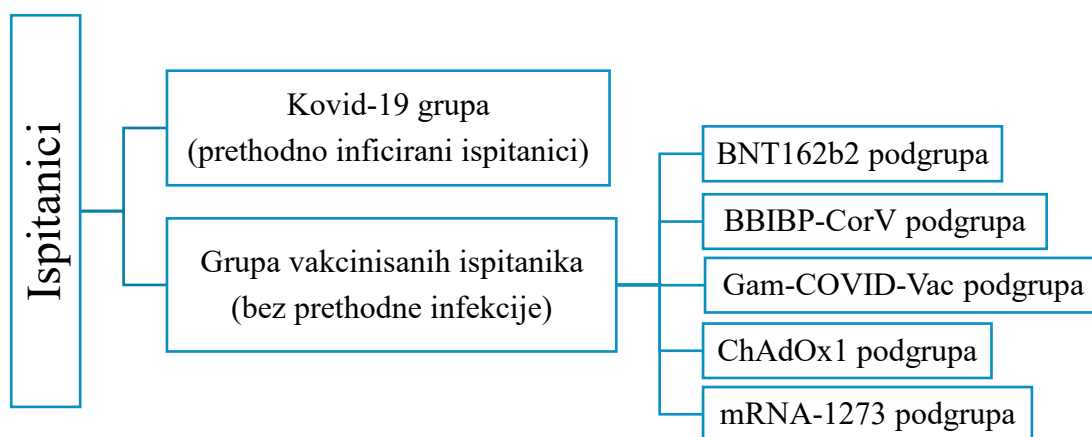 Ispitanici
Kovid-19 grupa
(prethodno inficirani ispitanici)
Grupa vakcinisanih ispitanika
(bez prethodne infekcije)
BNT162b2 podgrupa
BBIBP-CorV podgrupa
Gam-COVID-Vac podgrupa
ChAdOx1 podgrupa
mRNA-1273 podgrupa